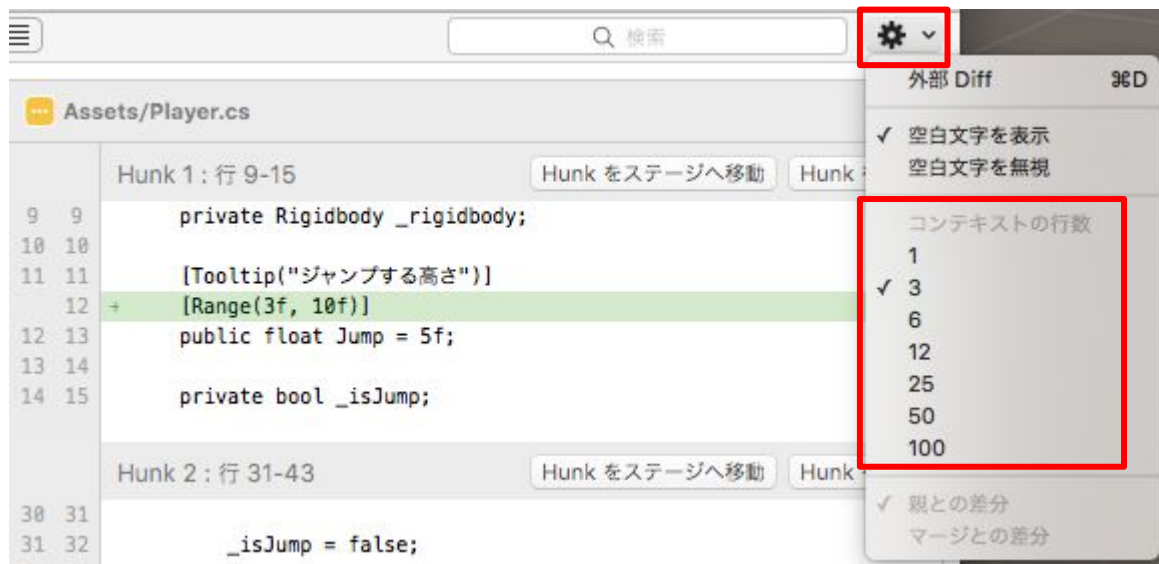 検索
外部 Diff ⌘D
Assets/Player.cs
✓ 空白文字を表示
空白文字を無視
Hunk 1 : 行 9-15 Hunk をステージへ移動 Hunk
コンテキストの行数
1
✓ 3
6
12
25
50
100
9 9 private Rigidbody _rigidbody;
10 10
11 11 [Tooltip("ジャンプする高さ")]
12 + [Range(3f, 10f)]
12 13 public float Jump = 5f;
13 14
14 15 private bool _isJump;
Hunk 2 : 行 31-43 Hunk をステージへ移動 Hunk
✓ 親との差分
マージとの差分
30 31
31 32 _isJump = false;